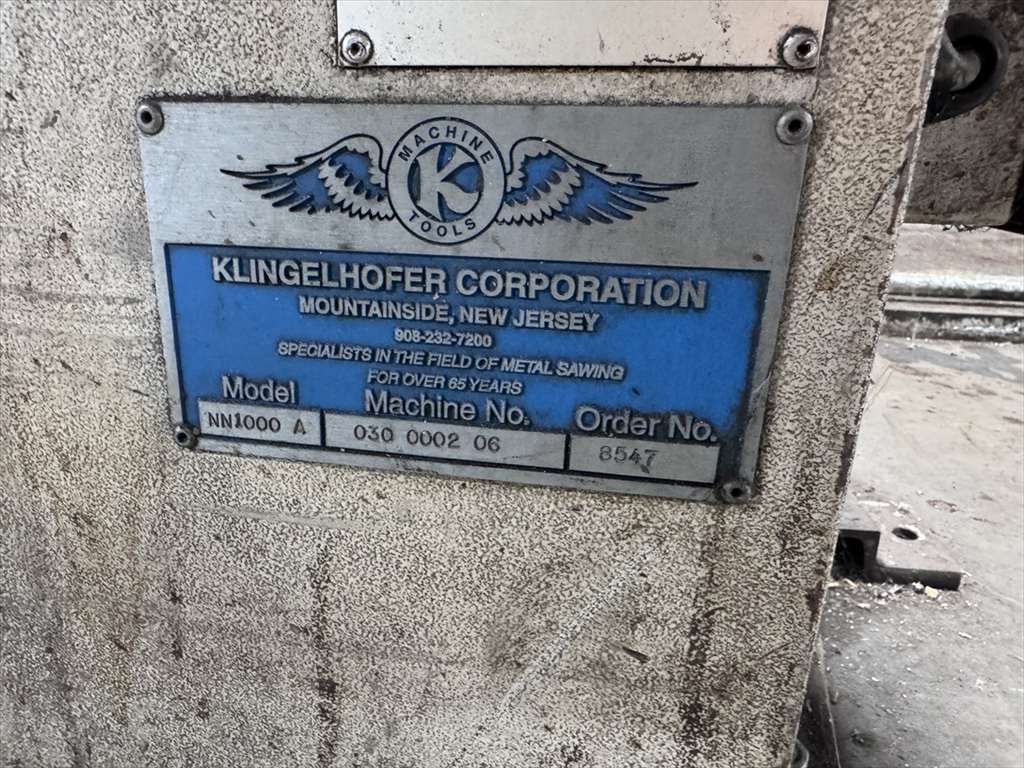 MACHINE
K
TOOLS
KLINGELHOFER CORPORATION
MOUNTAINSIDE, NEW JERSEY
908-232-7200
SPECIALISTS IN THE FIELD OF METAL SAWING
FOR OVER 65 YEARS
Model Machine No. Order No.
NN1000 A 030 0002 06 8547